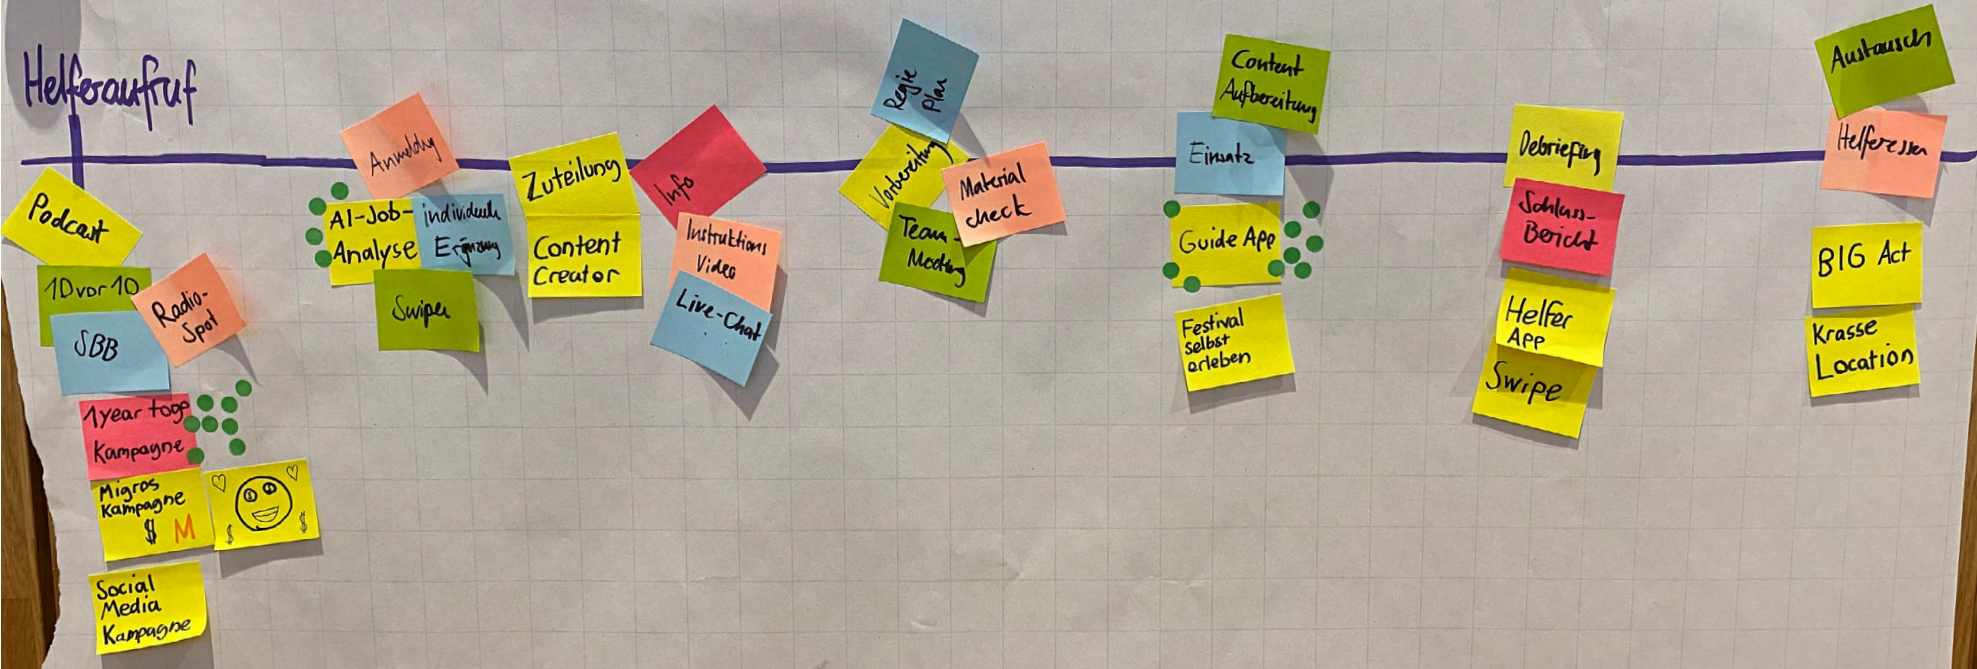 Helferaufruf
Podcast
10vor10
SBB
Radio-
Spot
1year togo
Kampagne
Migros
Kampagne
$ M
$ $
Social
Media
Kampagne
Anmeldg
AI-Job-
Analyse
individuelle
Ergänzung
Swipen
Zuteilung
Content
Creator
Info
Instruktions
Video
Live-Chat
Regie
Plan
Vorbereitung
Material
check
Team-
Meeting
Content
Aufbereitung
Einsatz
Guide App
Festival
selbst
erleben
Debriefing
Schluss-
Bericht
Helfer
App
Swipe
Austausch
Helferessen
BIG Act
Krasse
Location